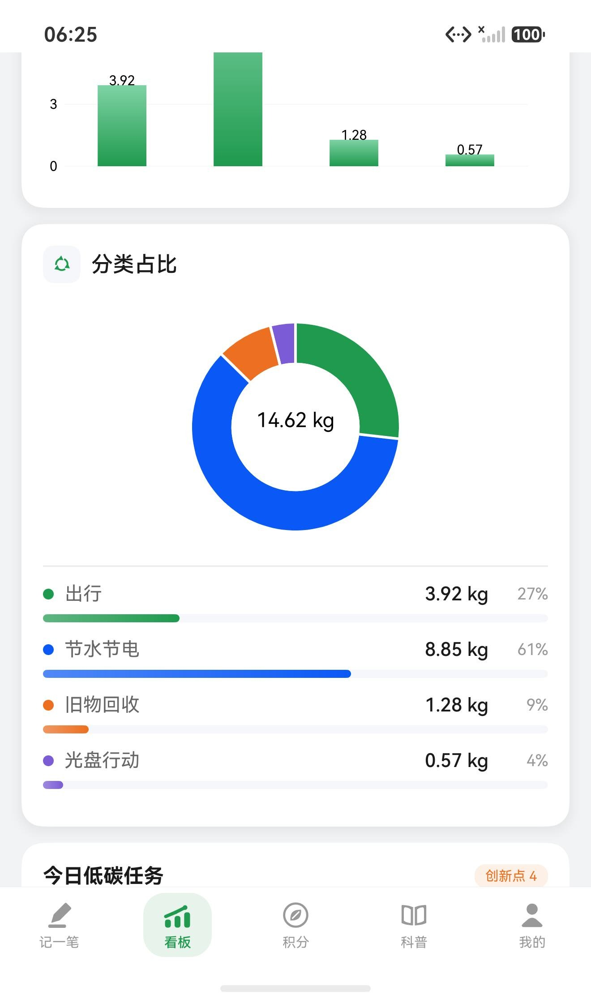 06:25
100
3.92
3
1.28
0.57
0
分类占比
14.62 kg
出行 3.92 kg 27%
节水节电 8.85 kg 61%
旧物回收 1.28 kg 9%
光盘行动 0.57 kg 4%
今日低碳任务 创新点 4
记一笔 看板 积分 科普 我的